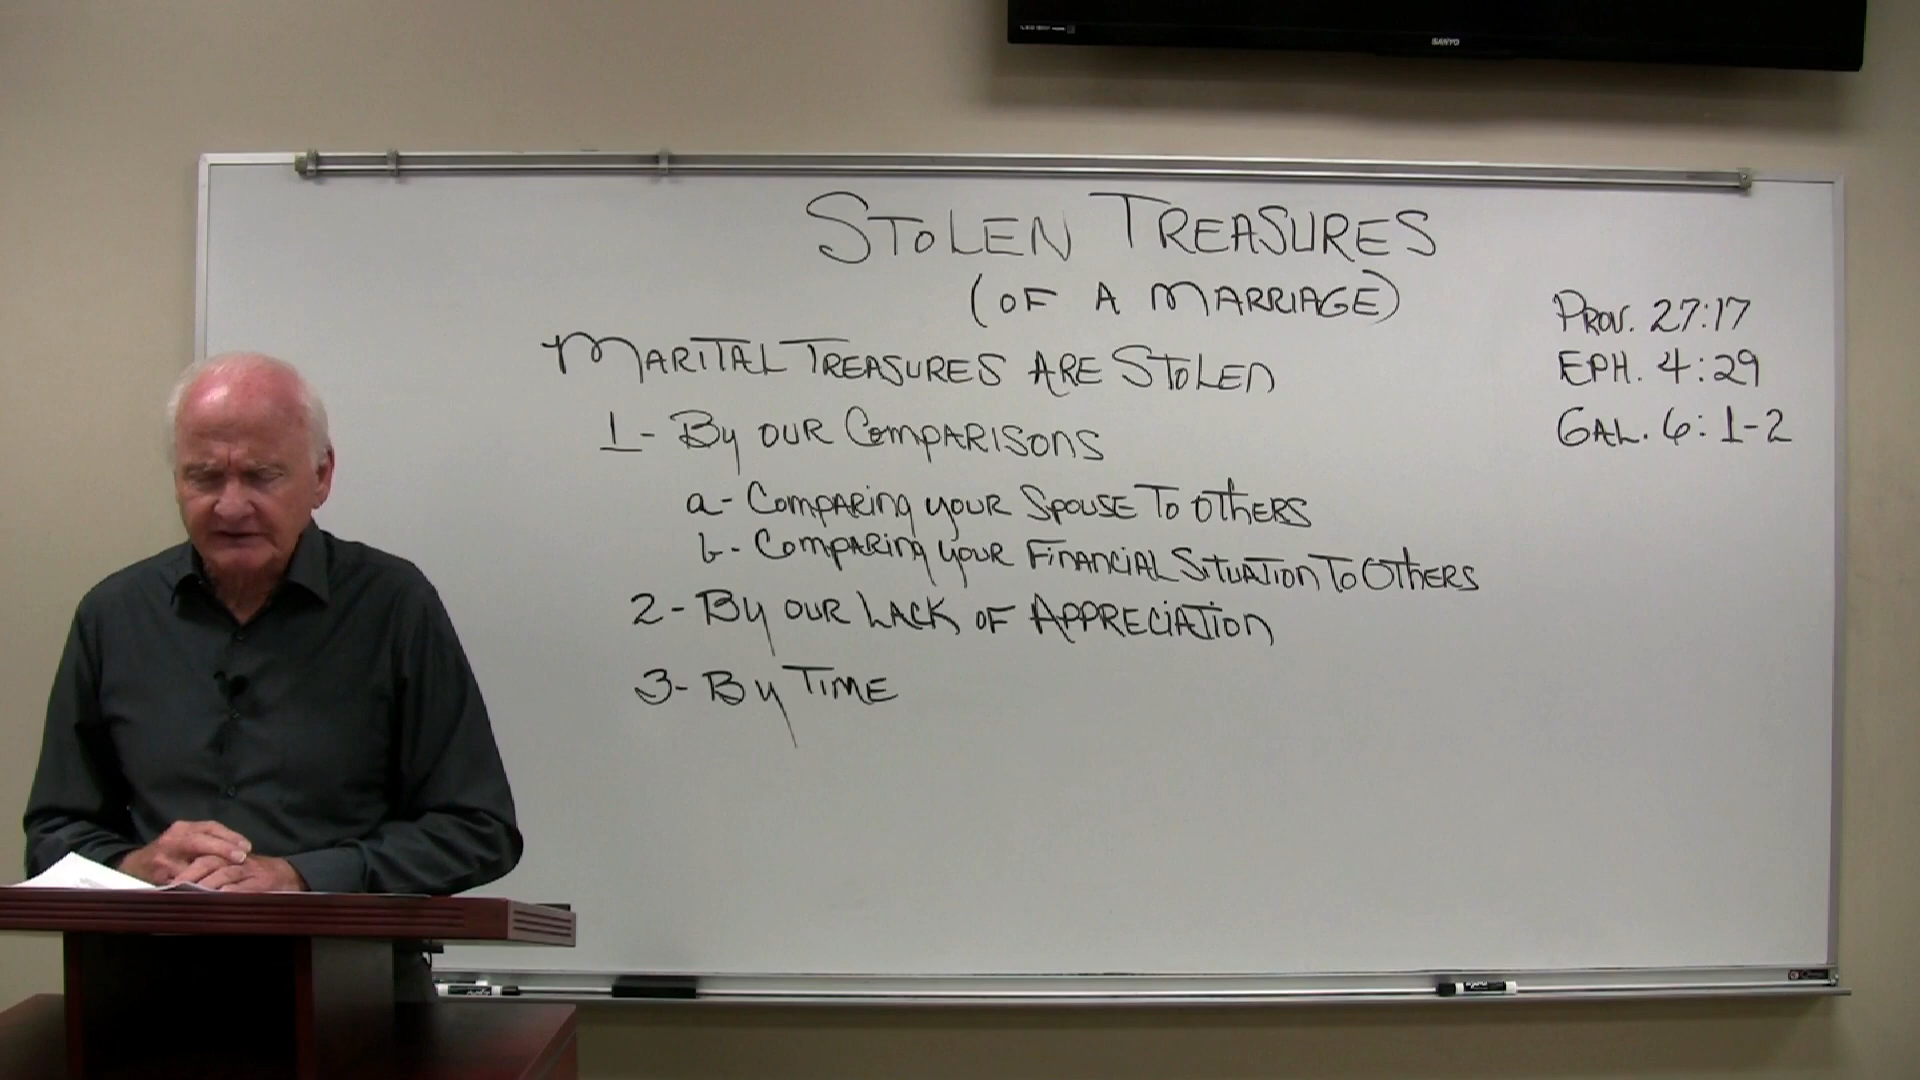 SANYO
STOLEN TREASURES
(OF A MARRIAGE)
MARITAL TREASURES ARE STOLEN
1- By OUR COMPARISONS
a- COMPARing yOUR SPOUSE To OThERS
b- COMPARing yOUR FinANCiAL SiTUATion To OThERS
2- By OUR LACK OF APPRECiATion
3- By TiME
PROV. 27:17
EPH. 4:29
GAL. 6:1-2